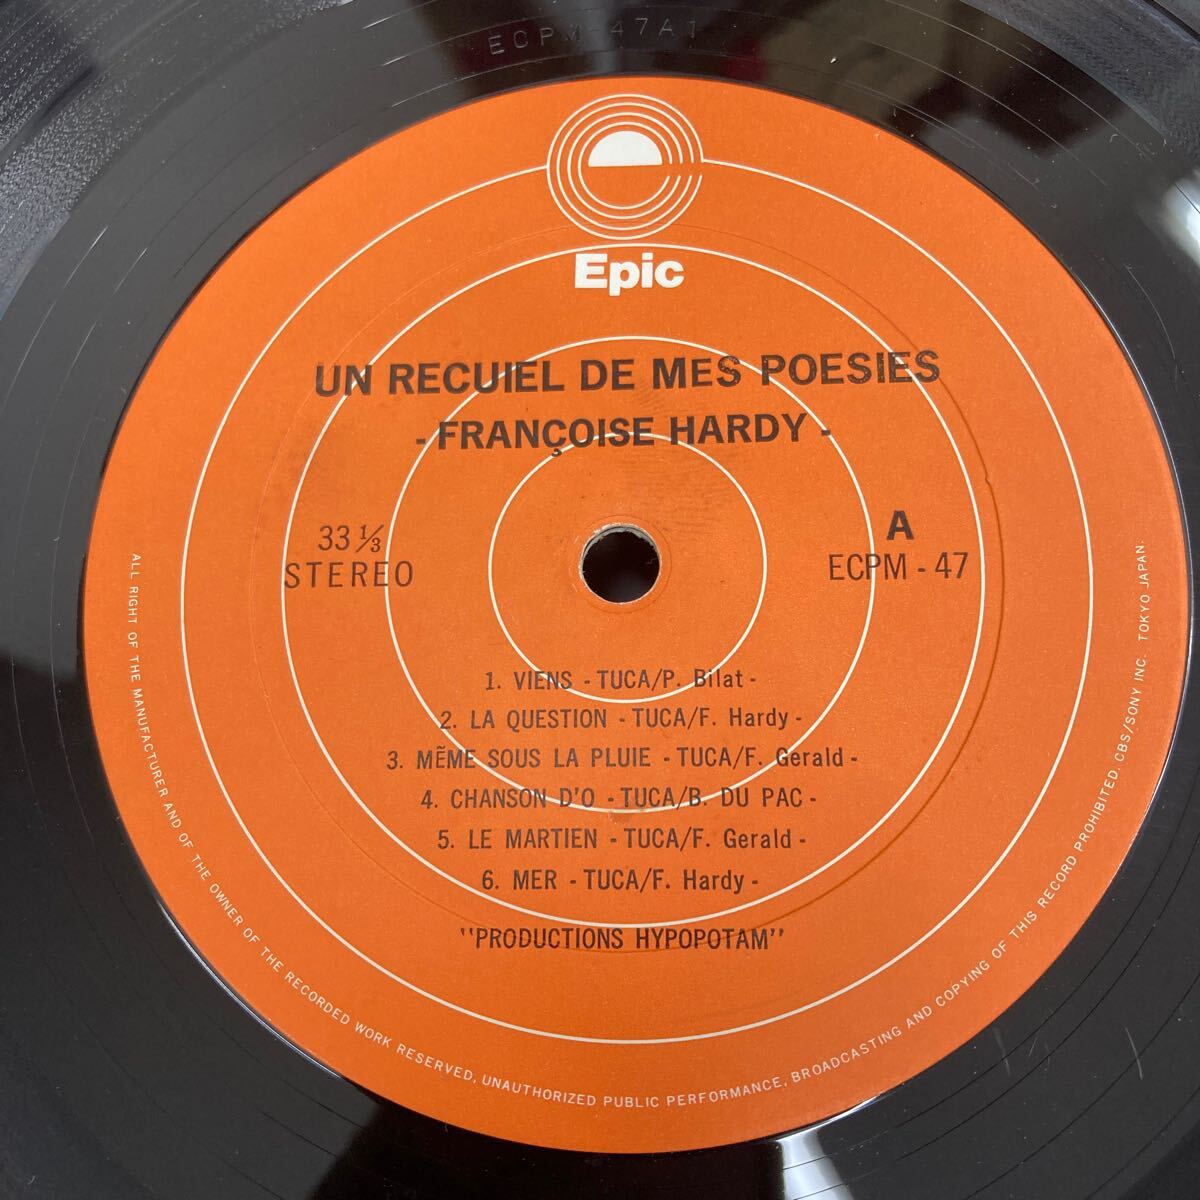 ECPM-47A1
Epic
UN RECUIEL DE MES POESIES
- FRANÇOISE HARDY -
33 ⅓
STEREO
A
ECPM - 47
1. VIENS - TUCA/P. Bilat -
2. LA QUESTION - TUCA/F. Hardy -
3. MẼME SOUS LA PLUIE - TUCA/F. Gerald -
4. CHANSON D'O - TUCA/B. DU PAC -
5. LE MARTIEN - TUCA/F. Gerald -
6. MER - TUCA/F. Hardy -
"PRODUCTIONS HYPOPOTAM"
ALL RIGHT OF THE MANUFACTURER AND OF THE OWNER OF THE RECORDED WORK RESERVED, UNAUTHORIZED PUBLIC PERFORMANCE, BROADCASTING AND COPYING OF THIS RECORD PROHIBITED. CBS/SONY INC. TOKYO JAPAN.